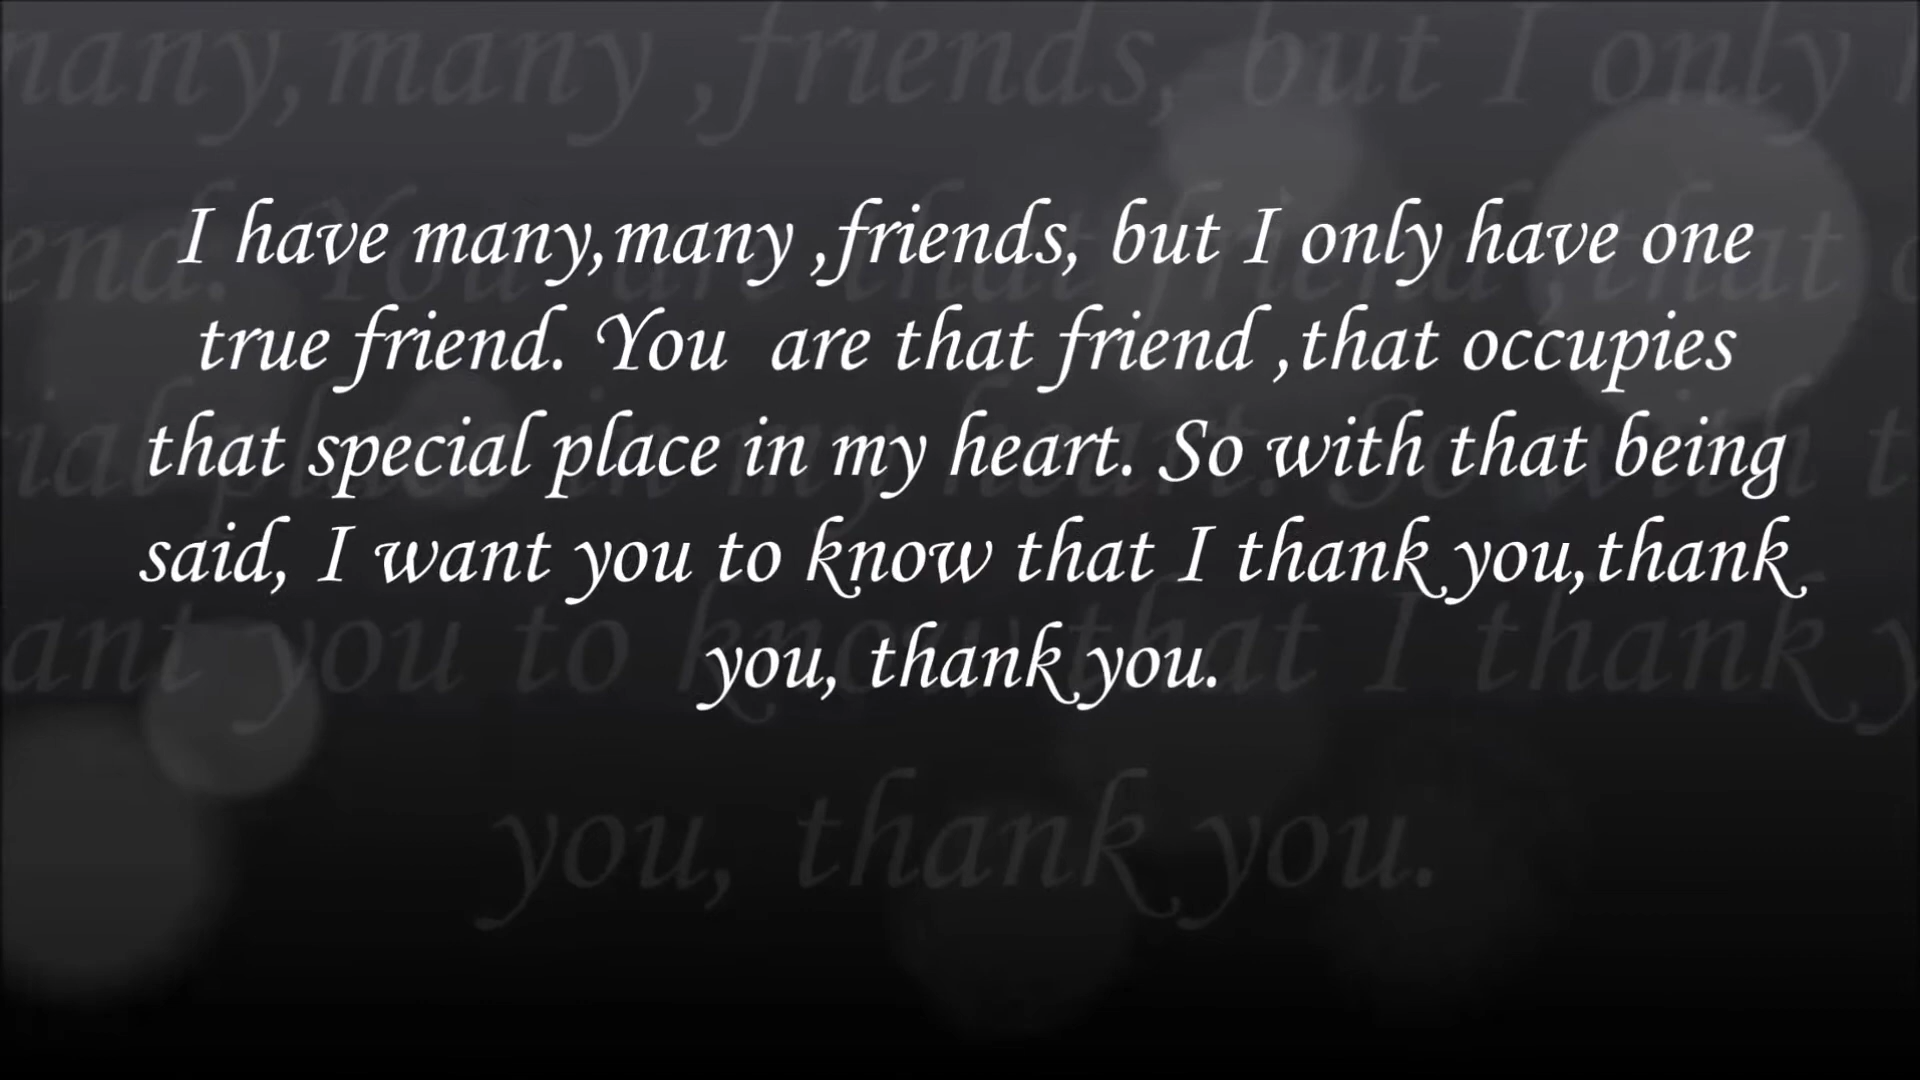 I have many,many ,friends, but I only have one
true friend. You  are that friend ,that occupies
that special place in my heart. So with that being
said, I want you to know that I thank you,thank
you, thank you.